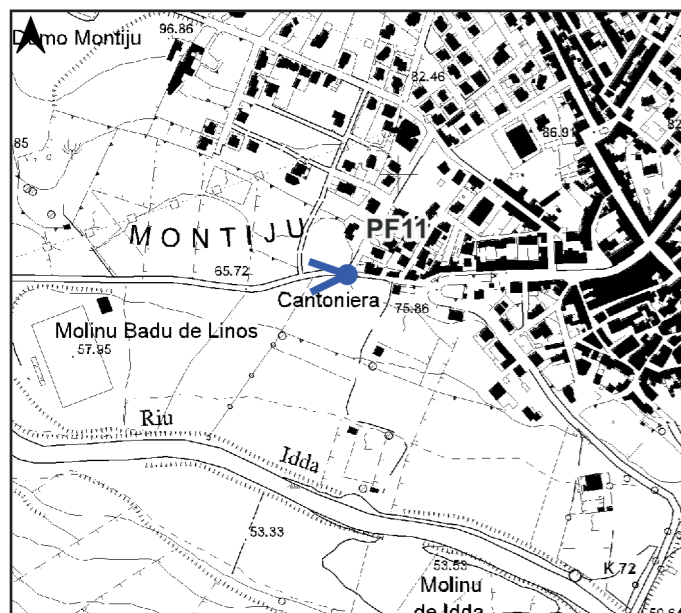 96.86
Domo Montiju
82.46
86.91
82
85
MONTIJU
PF11
65.72
Cantoniera
75.86
Molinu Badu de Linos
57.95
Riu
Idda
53.33
53.53
K 72
Molinu
de Idda